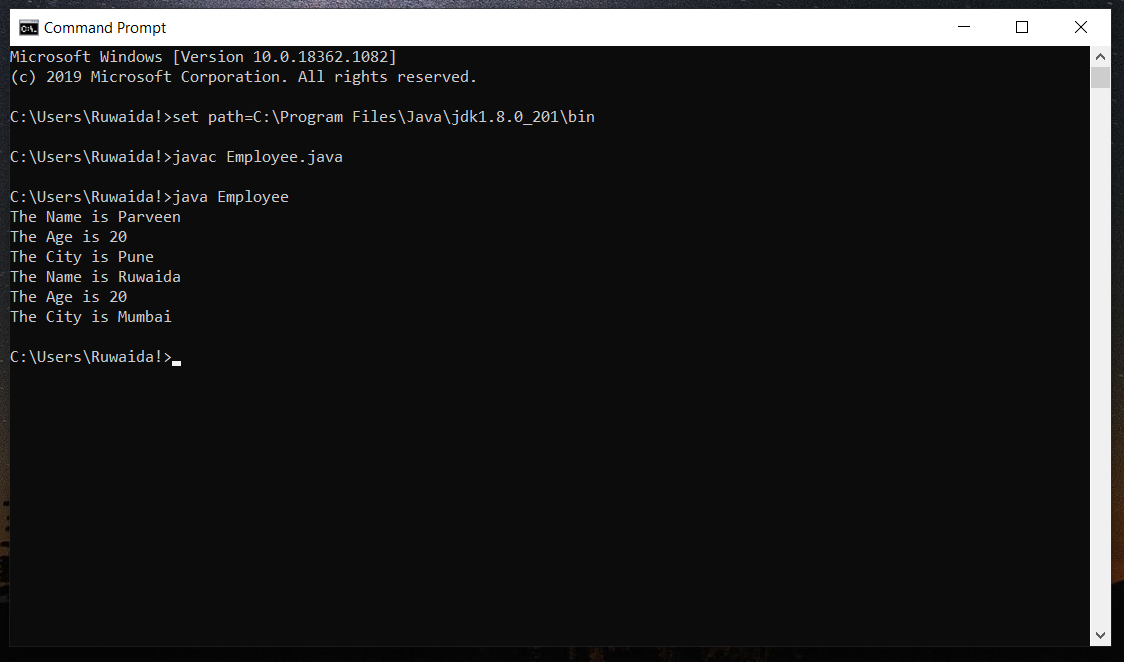 Command Prompt
Microsoft Windows [Version 10.0.18362.1082]
(c) 2019 Microsoft Corporation. All rights reserved.
C:\Users\Ruwaida!>set path=C:\Program Files\Java\jdk1.8.0_201\bin
C:\Users\Ruwaida!>javac Employee.java
C:\Users\Ruwaida!>java Employee
The Name is Parveen
The Age is 20
The City is Pune
The Name is Ruwaida
The Age is 20
The City is Mumbai
C:\Users\Ruwaida!>